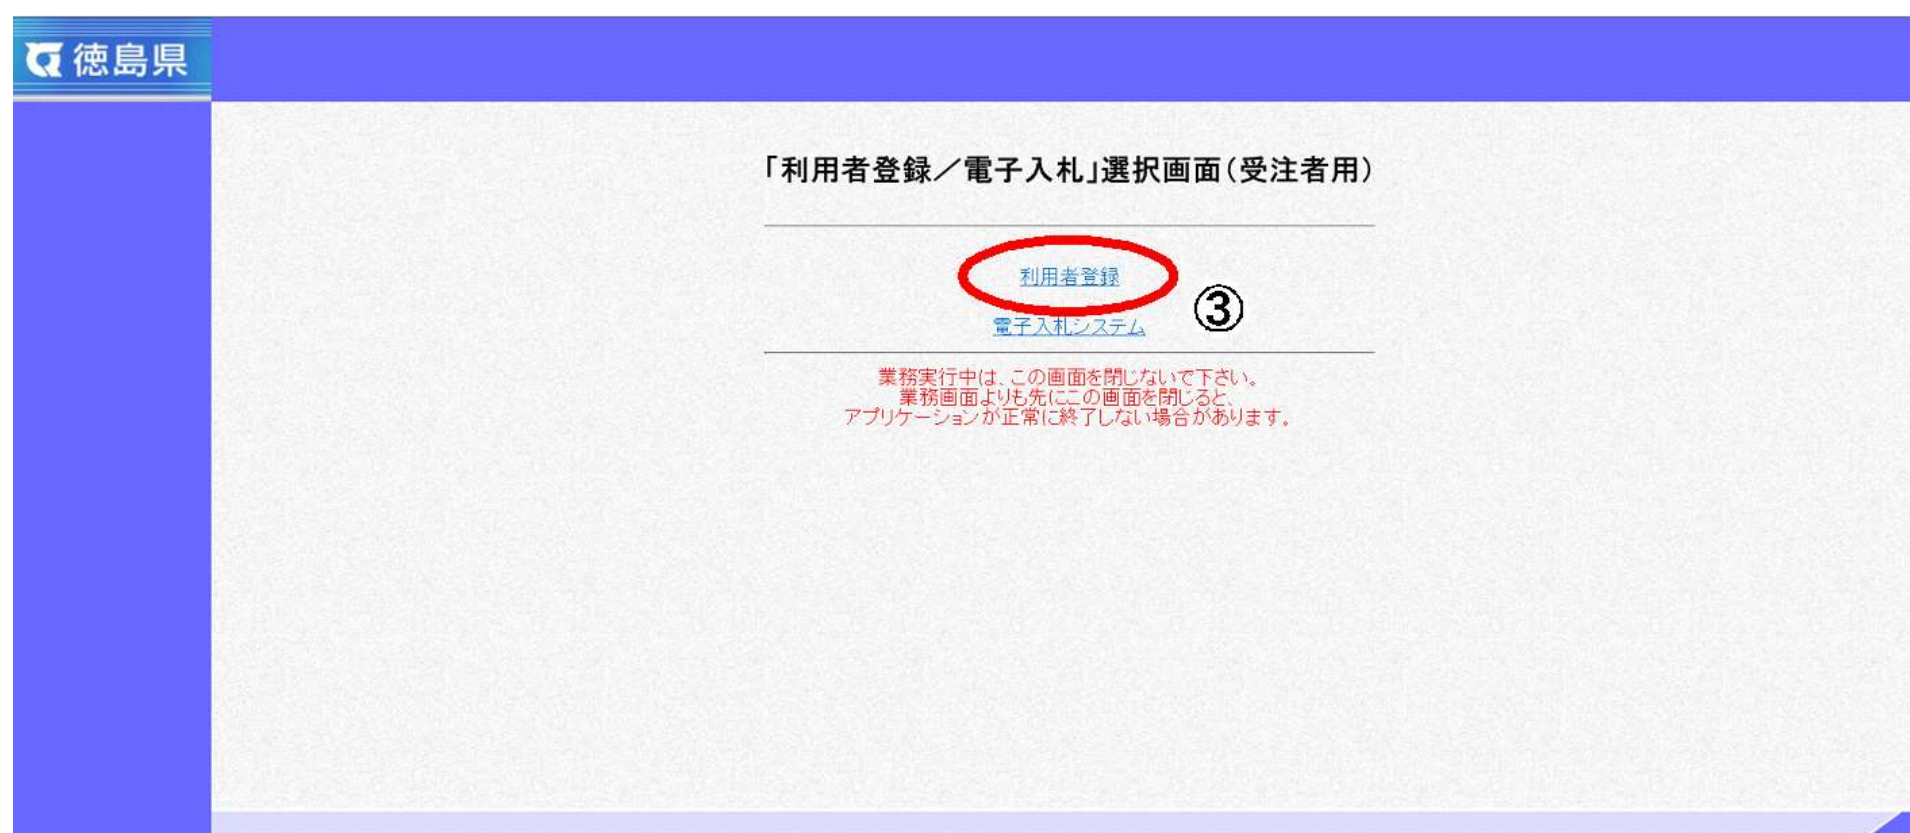 徳島県
「利用者登録／電子入札」選択画面(受注者用)
利用者登録
③
電子入札システム
業務実行中は、この画面を閉じないで下さい。
業務画面よりも先にこの画面を閉じると、
アプリケーションが正常に終了しない場合があります。